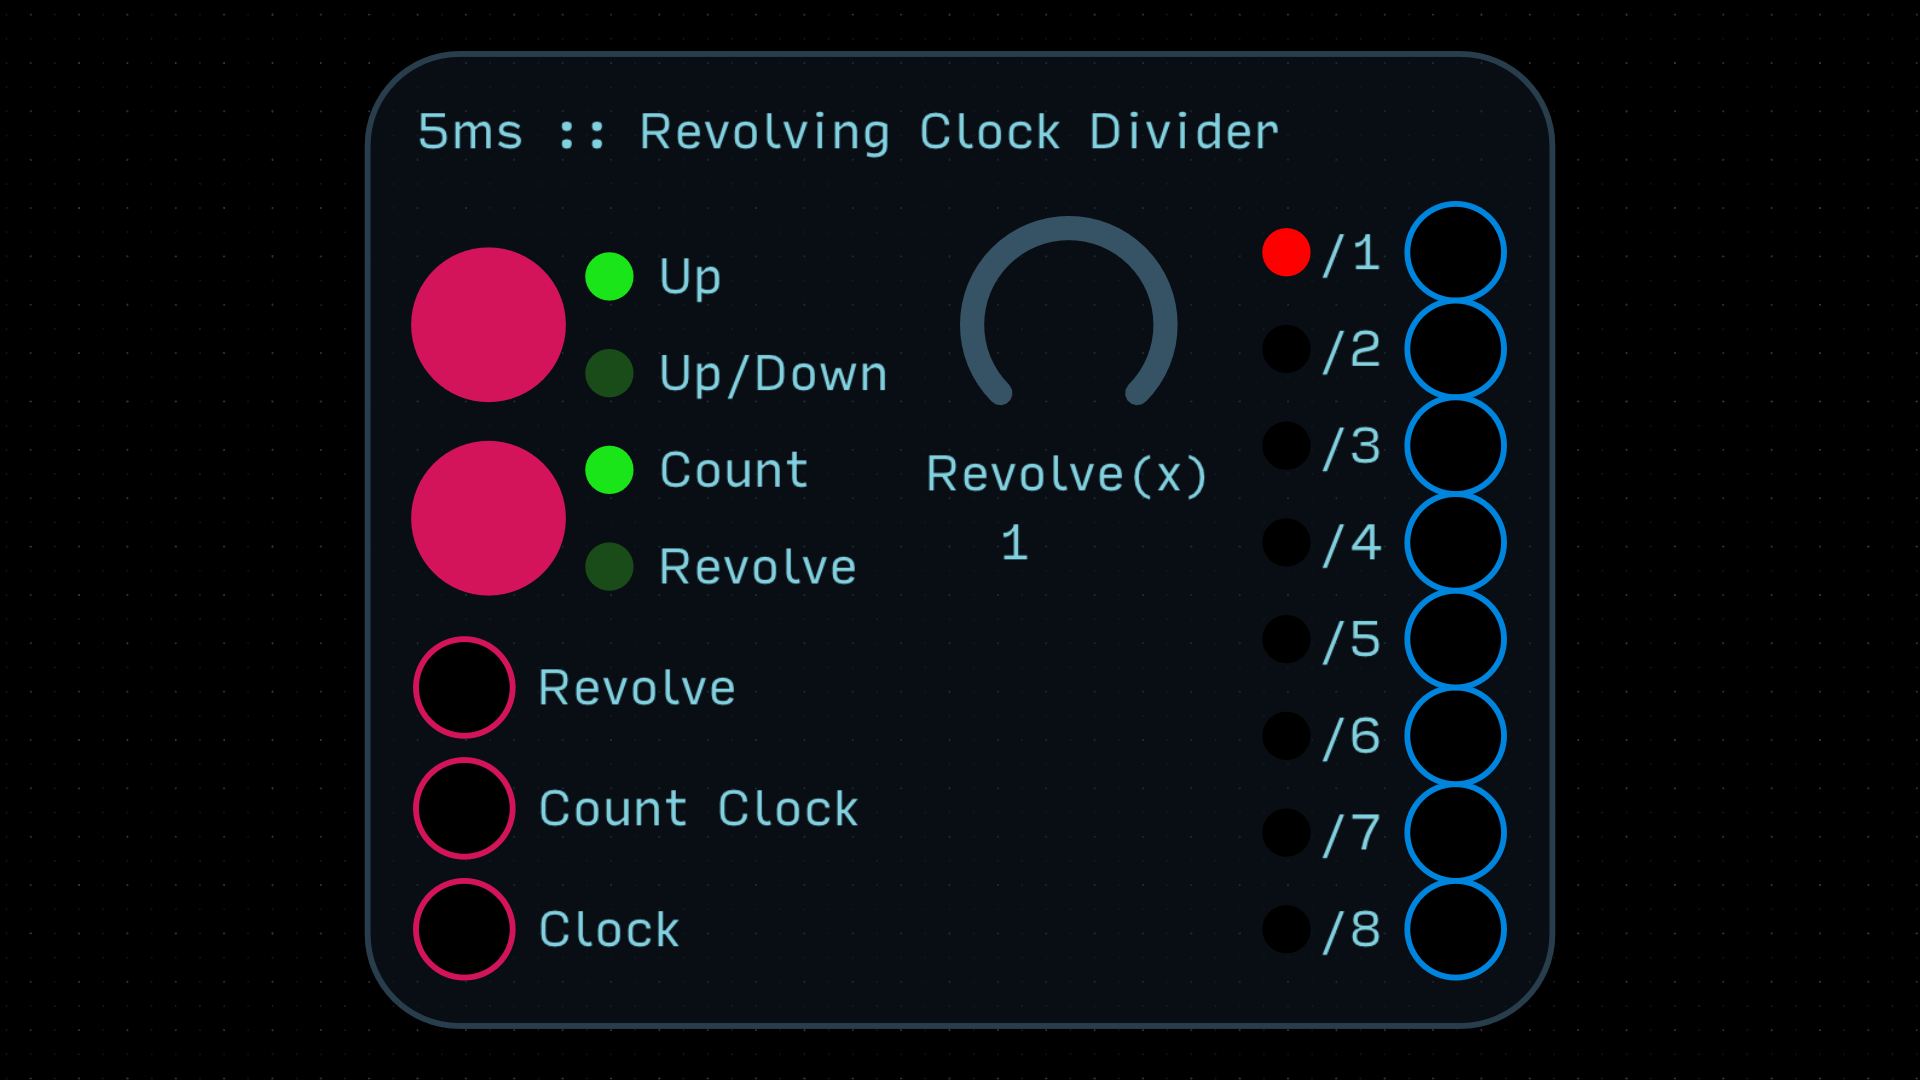 5ms :: Revolving Clock Divider
Up
Up/Down
Count
Revolve
Revolve(x)
1
Revolve
Count Clock
Clock
/1
/2
/3
/4
/5
/6
/7
/8